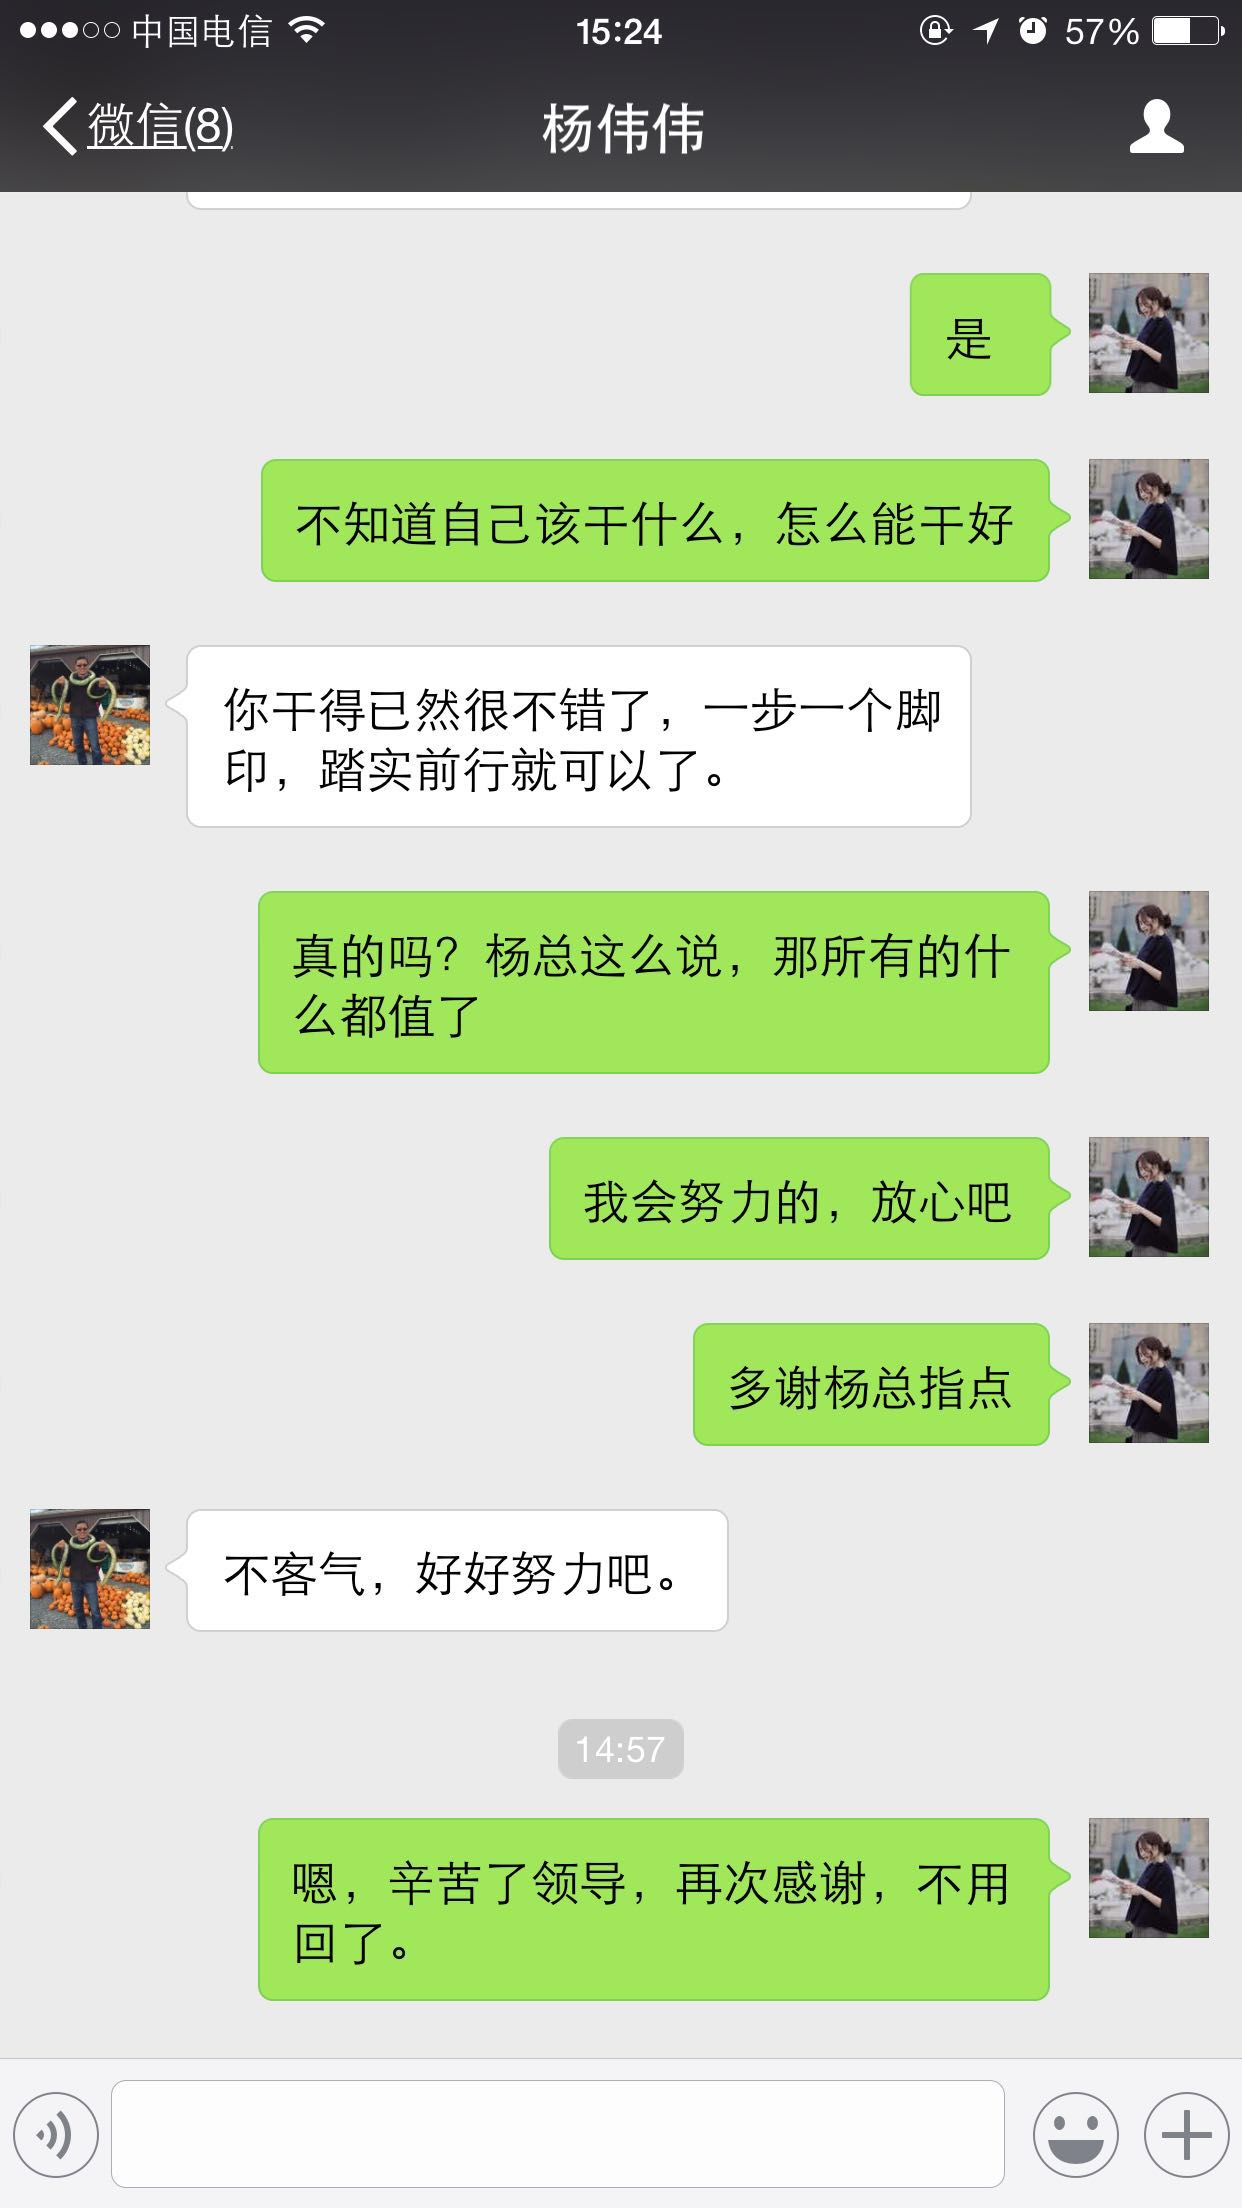 中国电信
15:24
57%
微信(8)
杨伟伟
是
不知道自己该干什么，怎么能干好
你干得已然很不错了，一步一个脚
印，踏实前行就可以了。
真的吗？杨总这么说，那所有的什
么都值了
我会努力的，放心吧
多谢杨总指点
不客气，好好努力吧。
14:57
嗯，辛苦了领导，再次感谢，不用
回了。